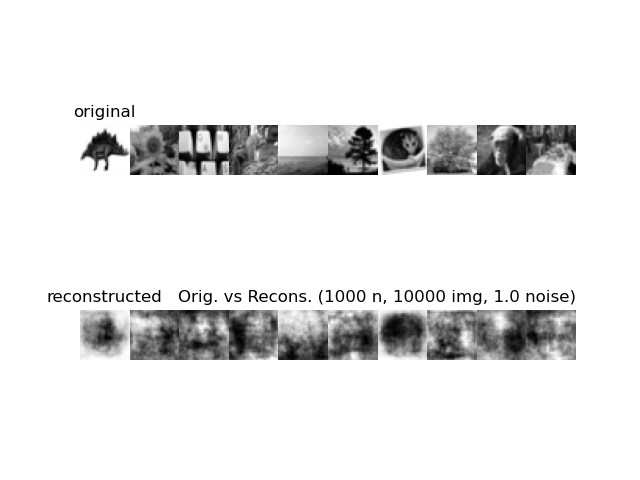 original
reconstructed
Orig. vs Recons. (1000 n, 10000 img, 1.0 noise)